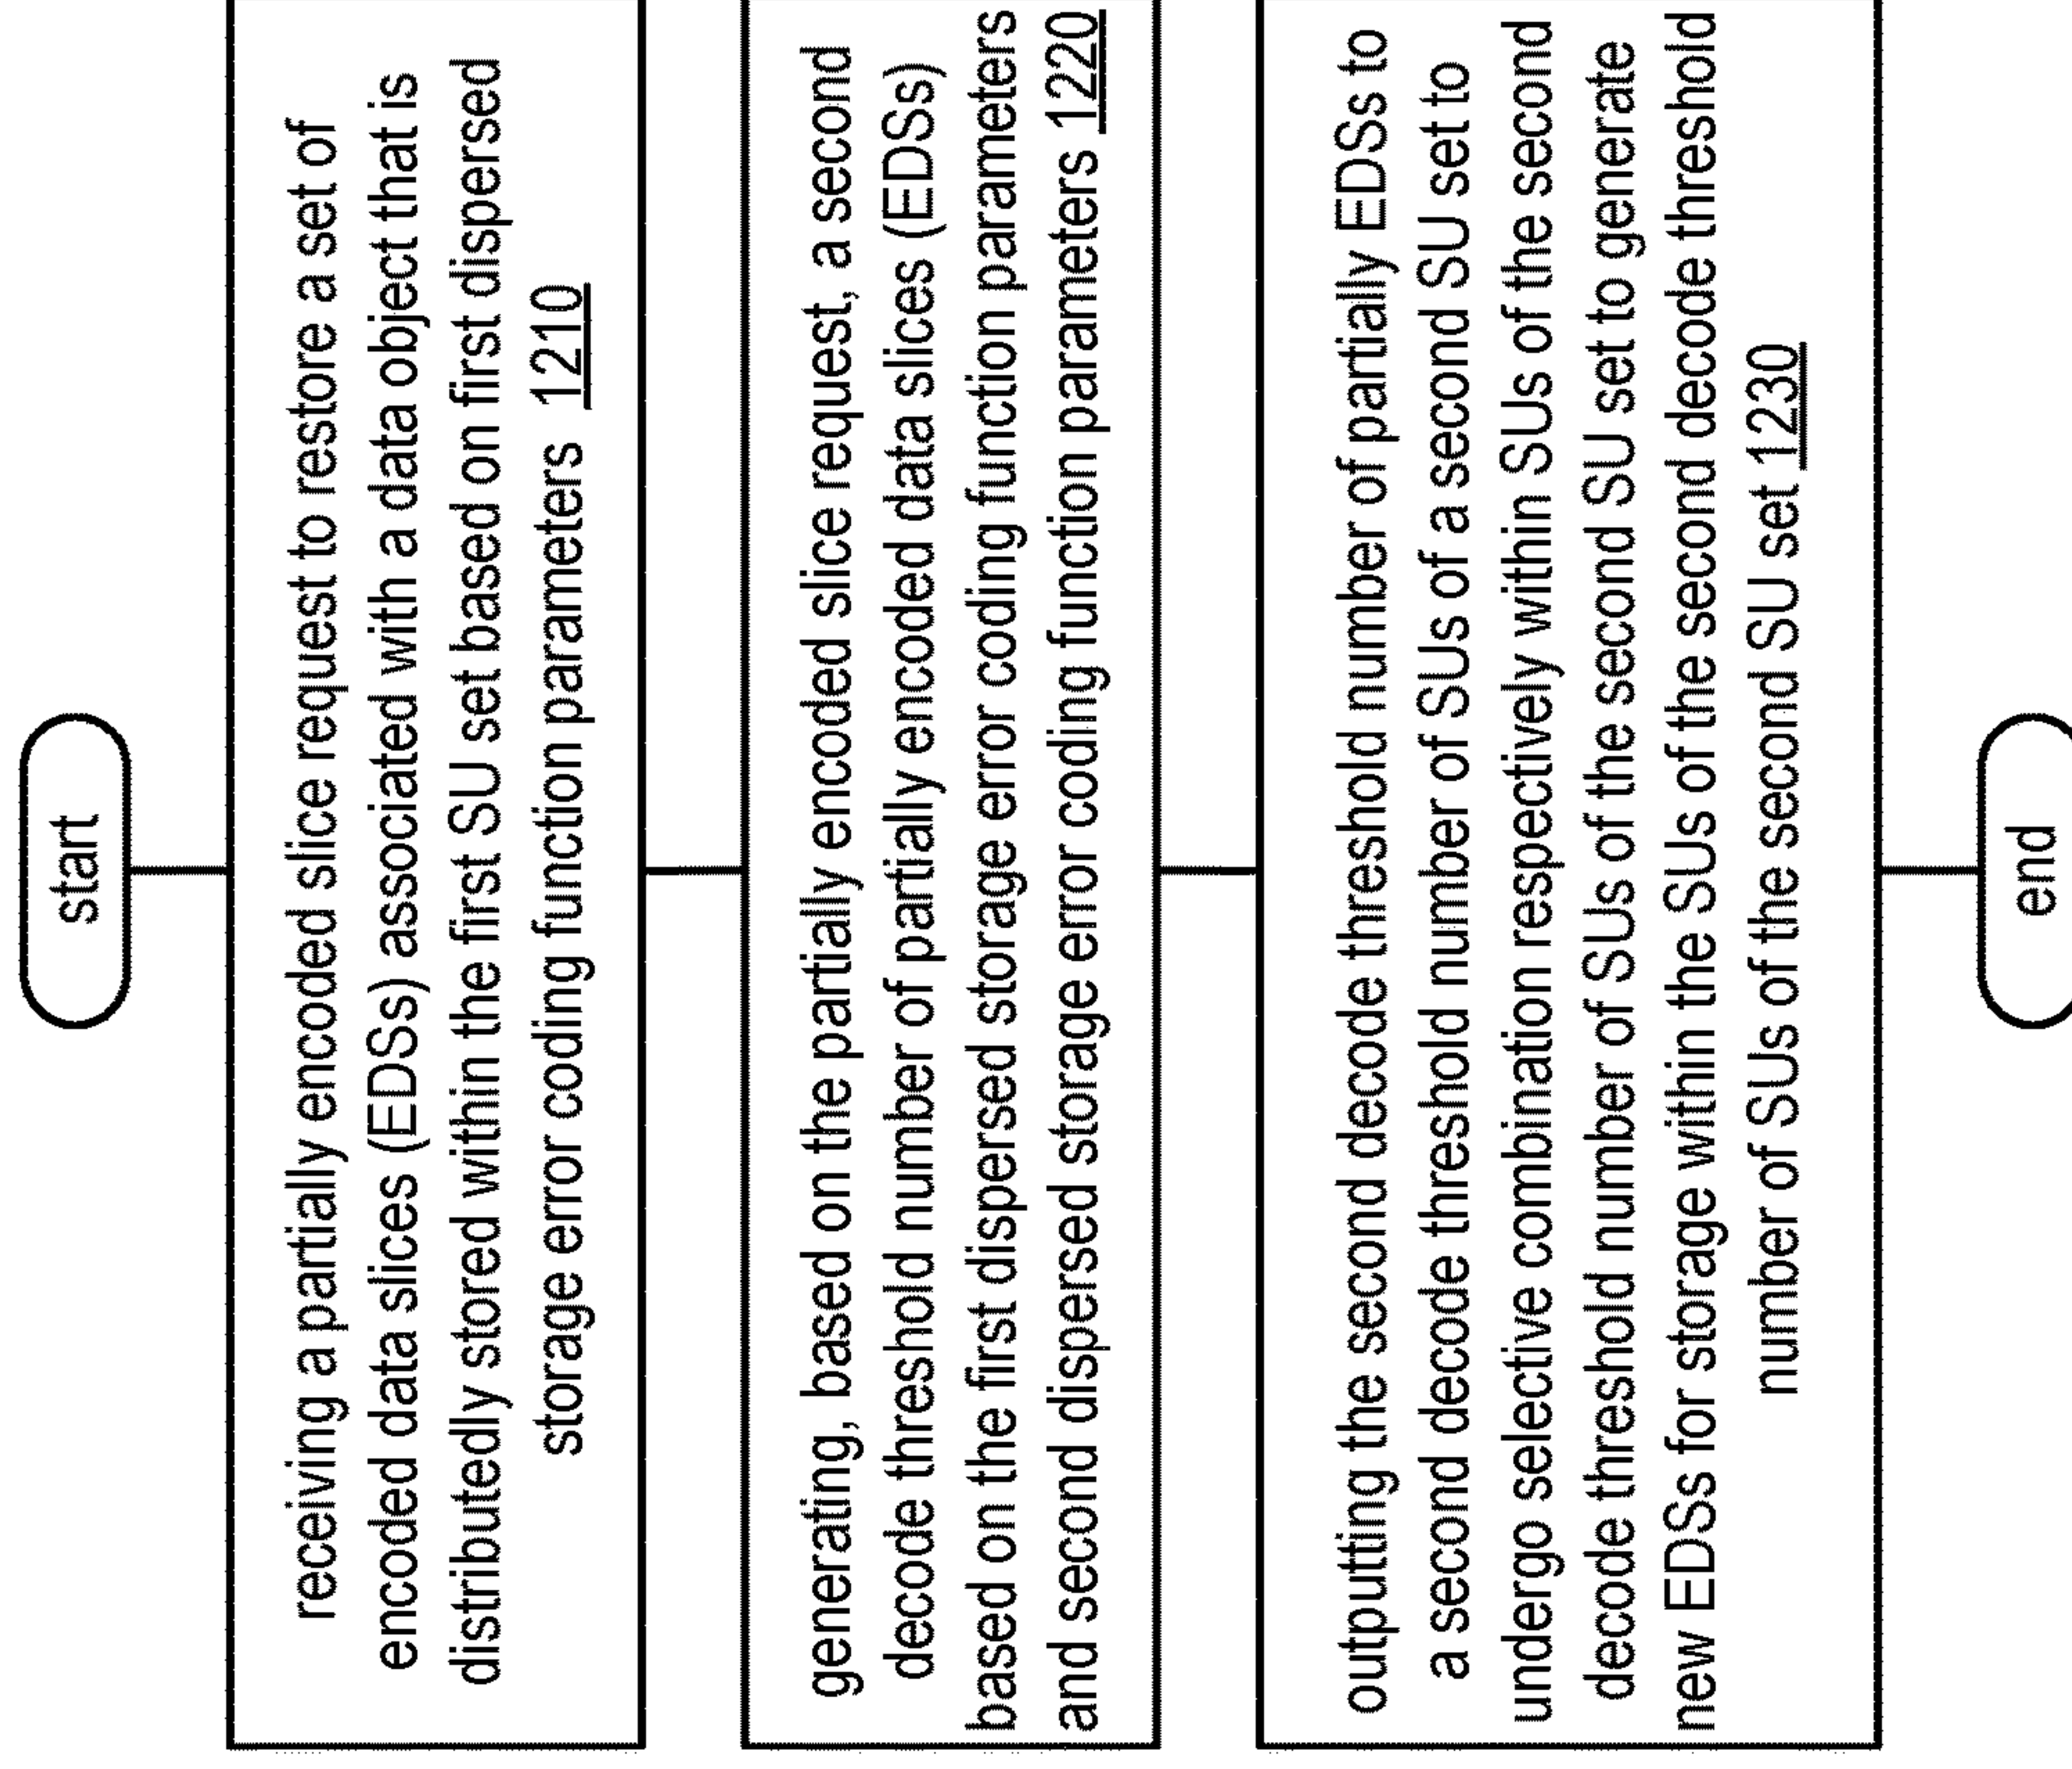 start
receiving a partially encoded slice request to restore a set of
encoded data slices (EDSs) associated with a data object that is
distributedly stored within the first SU set based on first dispersed
storage error coding function parameters 1210
generating, based on the partially encoded slice request, a second
decode threshold number of partially encoded data slices (EDSs)
based on the first dispersed storage error coding function parameters
and second dispersed storage error coding function parameters 1220
outputting the second decode threshold number of partially EDSs to
a second decode threshold number of SUs of a second SU set to
undergo selective combination respectively within SUs of the second
decode threshold number of SUs of the second SU set to generate
new EDSs for storage within the SUs of the second decode threshold
number of SUs of the second SU set 1230
end